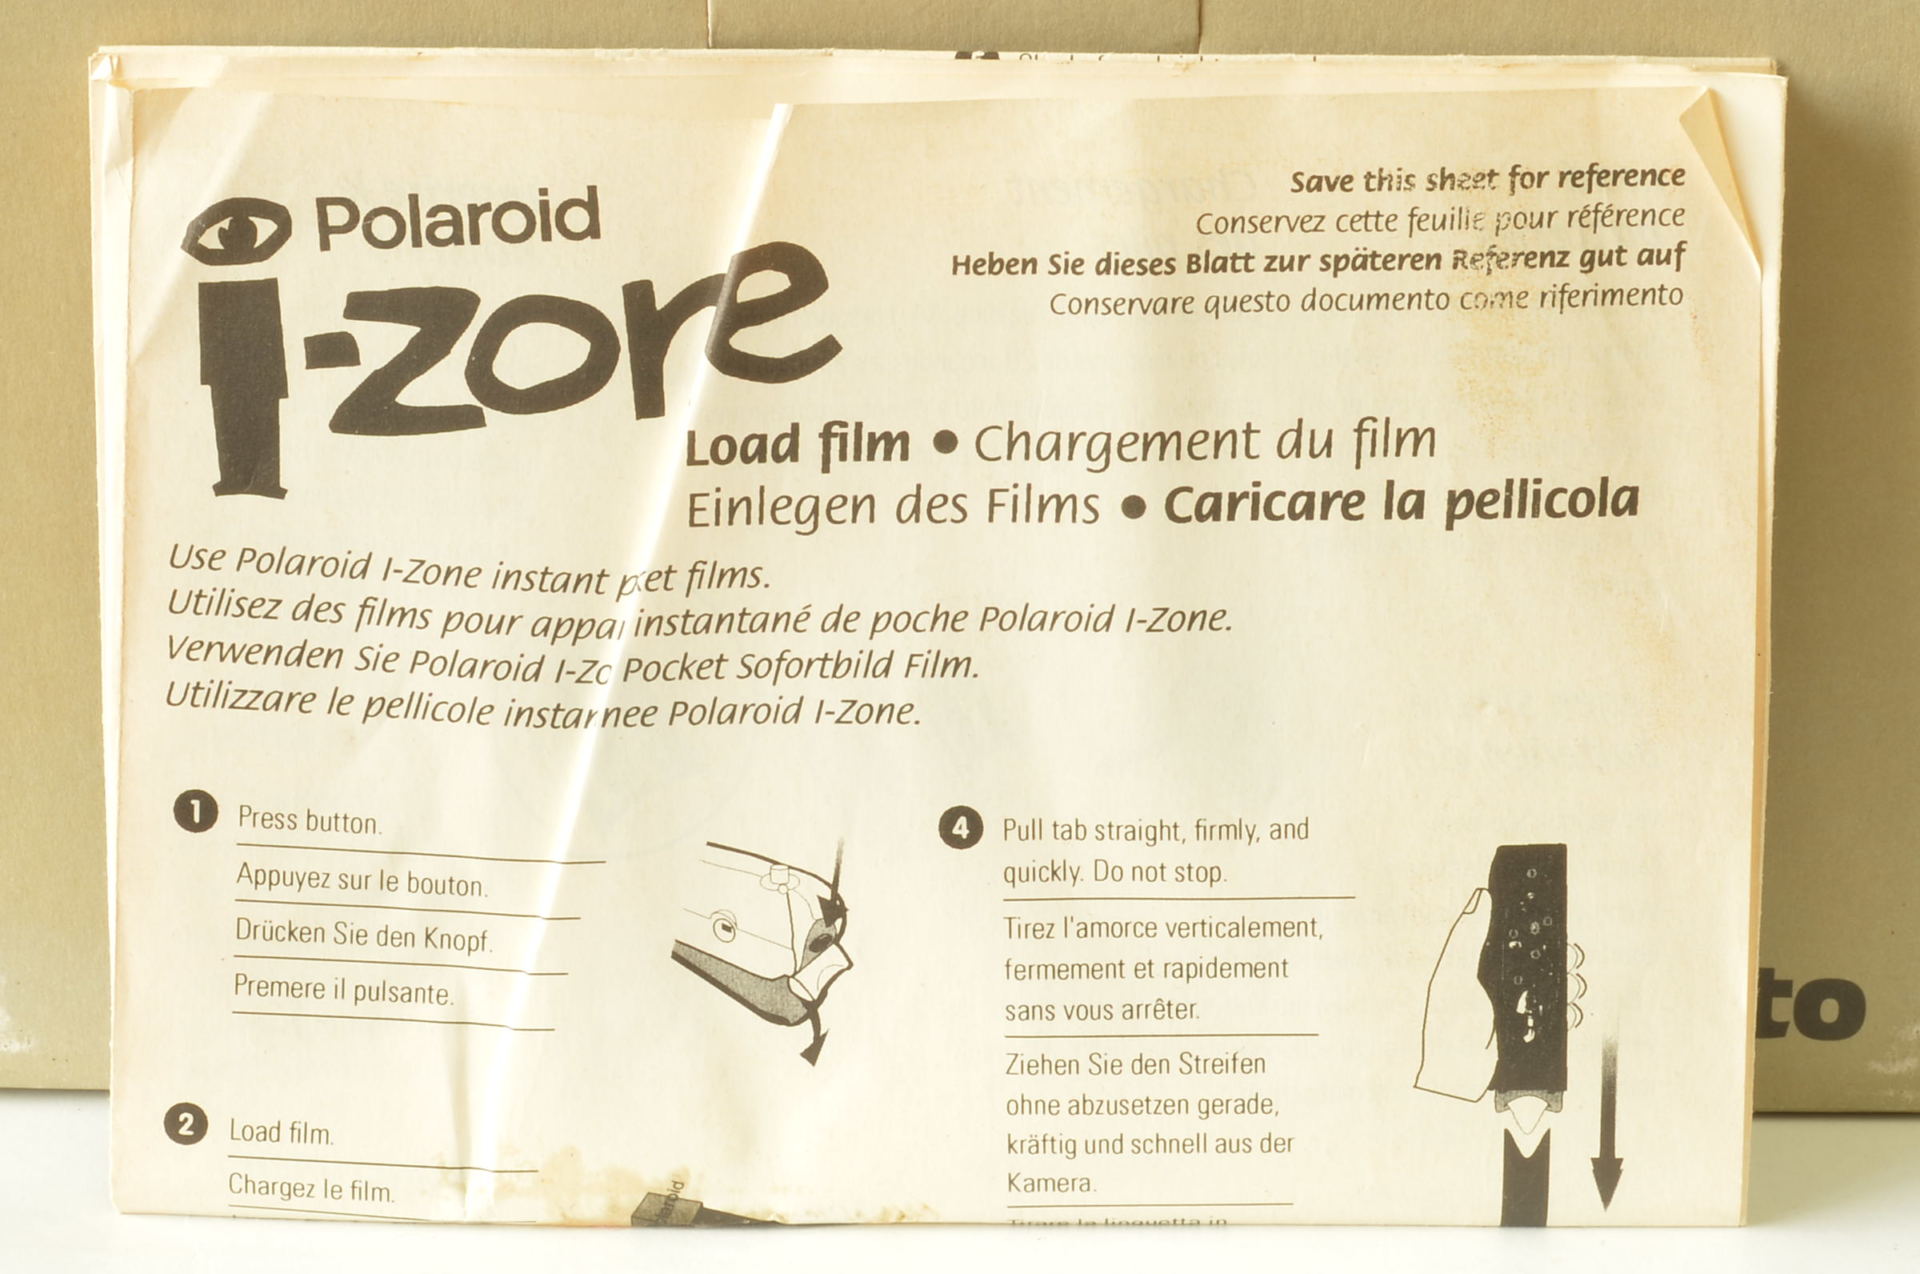 Polaroid
i-zore
Save this sheet for reference
Conservez cette feuille pour référence
Heben Sie dieses Blatt zur späteren Referenz gut auf
Conservare questo documento come riferimento
Load film • Chargement du film
Einlegen des Films • Caricare la pellicola
Use Polaroid I-Zone instant films.
Utilisez des films pour instantané de poche Polaroid I-Zone.
Verwenden Sie Polaroid Pocket Sofortbild Film.
Utilizzare le pellicole Polaroid I-Zone.
1 Press button.
Appuyez sur le bouton.
Drücken Sie den Knopf.
Premere il pulsante.
2 Load film.
Chargez le film.
4 Pull tab straight, firmly, and
quickly. Do not stop.
Tirez l'amorce verticalement,
fermement et rapidement
sans vous arrêter.
Ziehen Sie den Streifen
ohne abzusetzen gerade,
kräftig und schnell aus der
Kamera.
to